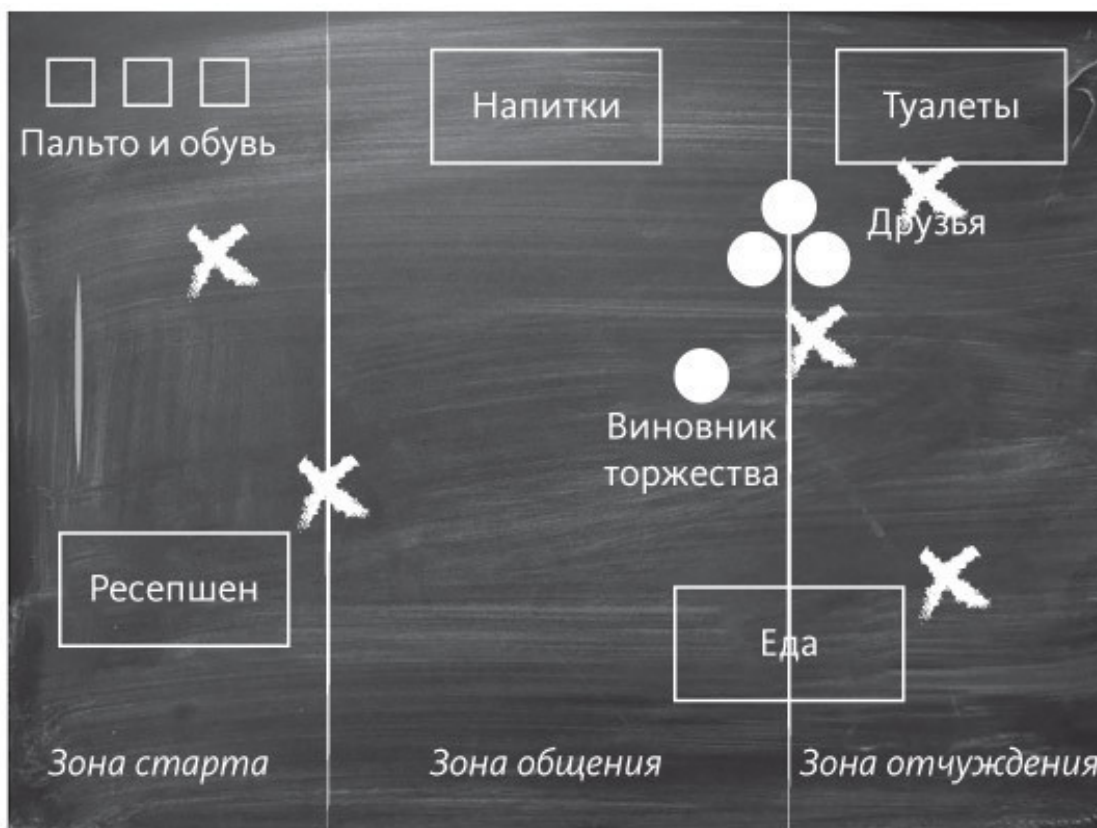 Напитки
Туалеты
Пальто и обувь
Друзья
Виновник
торжества
Ресепшен
Еда
Зона старта
Зона общения
Зона отчуждения